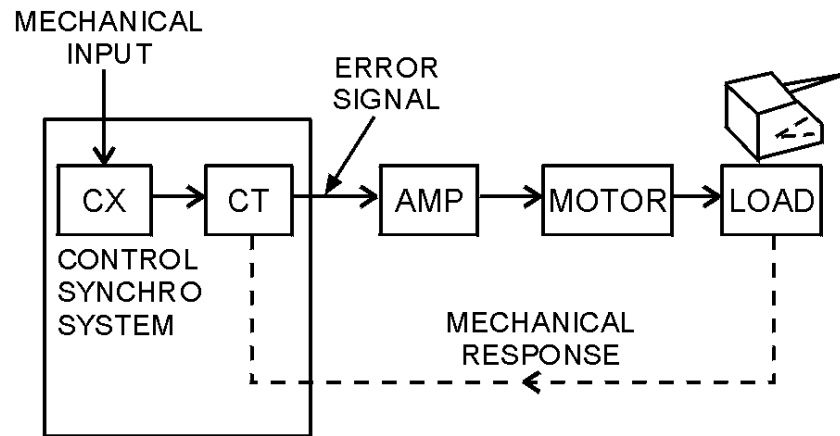 MECHANICAL
INPUT
ERROR
SIGNAL
CX
CT
AMP
MOTOR
LOAD
CONTROL
SYNCHRO
SYSTEM
MECHANICAL
RESPONSE